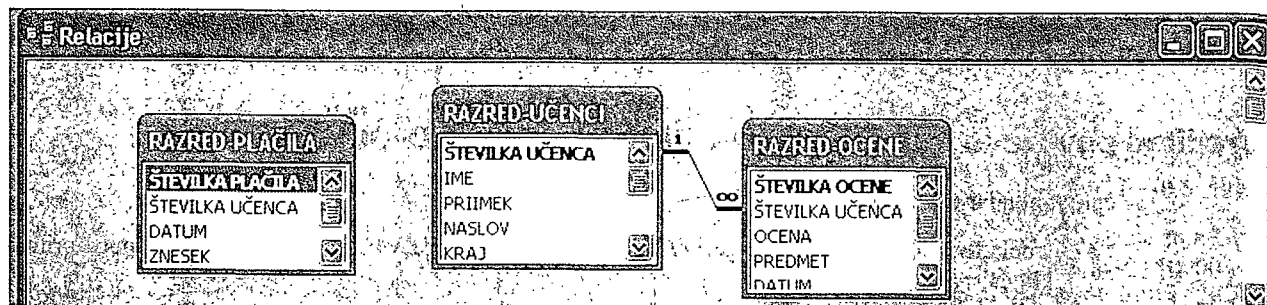 Relacije
RAZRED-PLAČILA
ŠTEVILKA PLAČILA
ŠTEVILKA UČENCA
DATUM
ZNESEK
RAZRED-UČENCI
ŠTEVILKA UČENCA
IME
PRIIMEK
NASLOV
KRAJ
1
∞
RAZRED-OCENE
ŠTEVILKA OCENE
ŠTEVILKA UČENCA
OCENA
PREDMET
DATUM